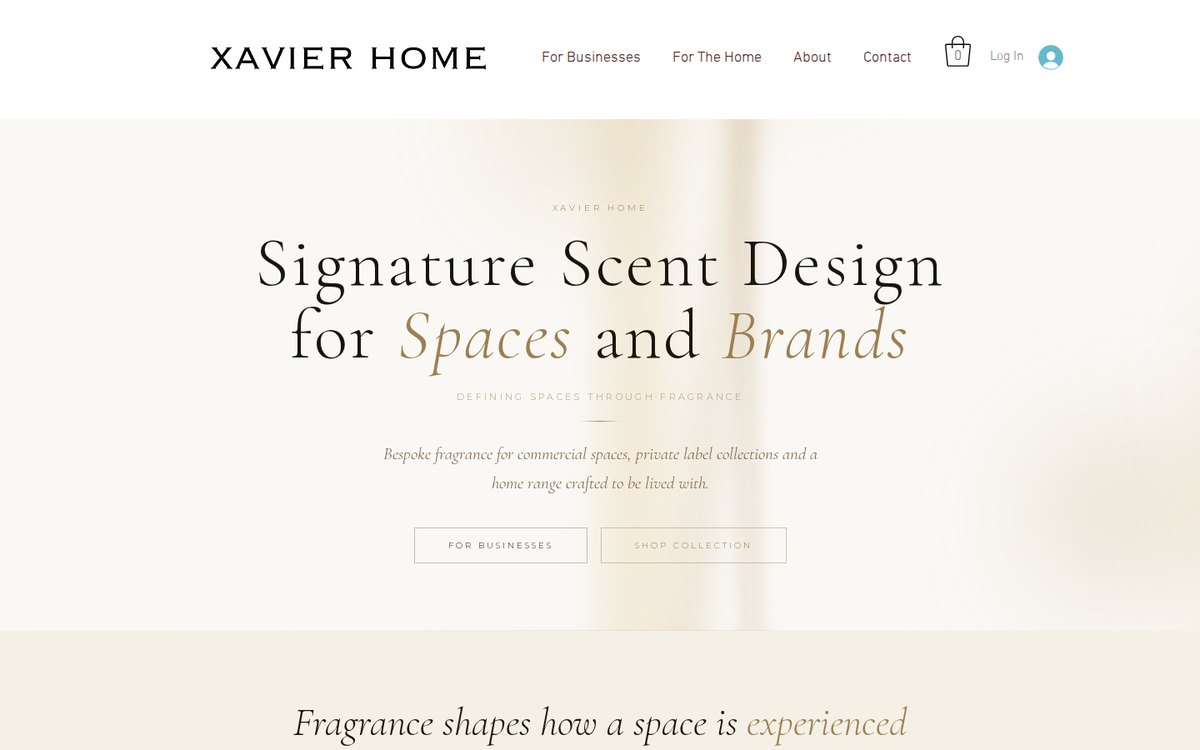 XAVIER HOME
For Businesses
For The Home
About
Contact
0
Log In
XAVIER HOME
Signature Scent Design
for Spaces and Brands
DEFINING SPACES THROUGH FRAGRANCE
Bespoke fragrance for commercial spaces, private label collections and a
home range crafted to be lived with.
FOR BUSINESSES
SHOP COLLECTION
Fragrance shapes how a space is experienced